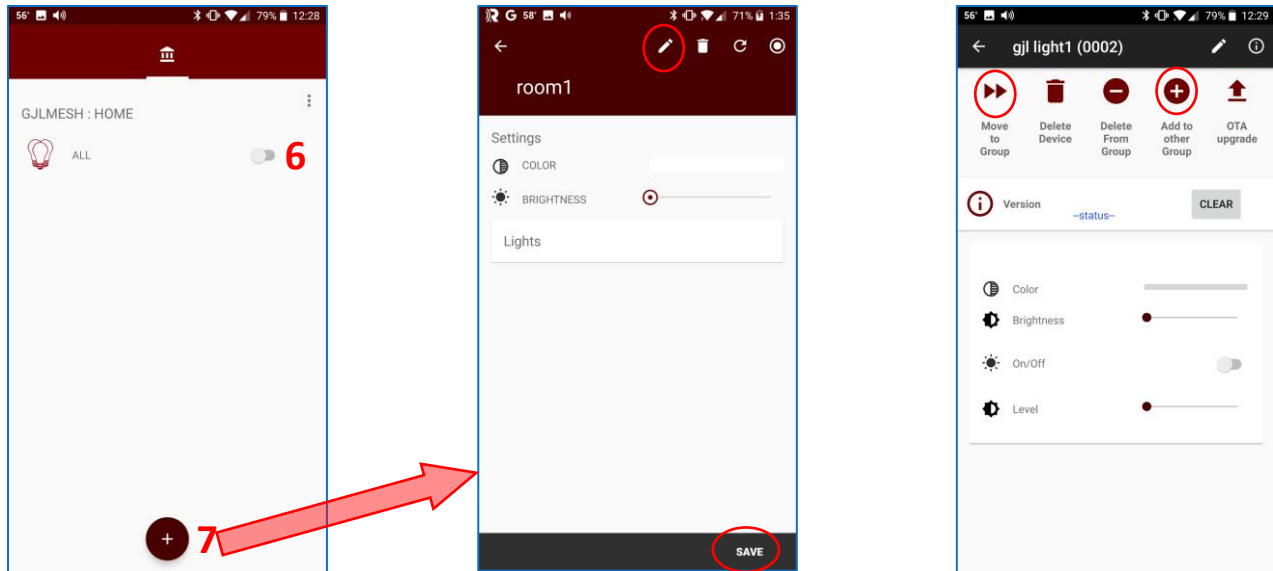 56° 79% 12:28
GJLMESH : HOME
ALL
6
7
G 58° 71% 1:35
room1
Settings
COLOR
BRIGHTNESS
Lights
SAVE
56° 79% 12:29
gjl light1 (0002)
Move to Group
Delete Device
Delete From Group
Add to other Group
OTA upgrade
Version
--status--
CLEAR
Color
Brightness
On/Off
Level